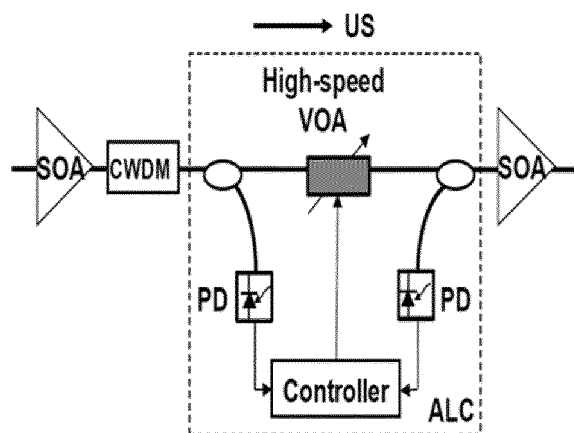 US
High-speed
VOA
SOA
CWDM
SOA
PD
PD
Controller
ALC